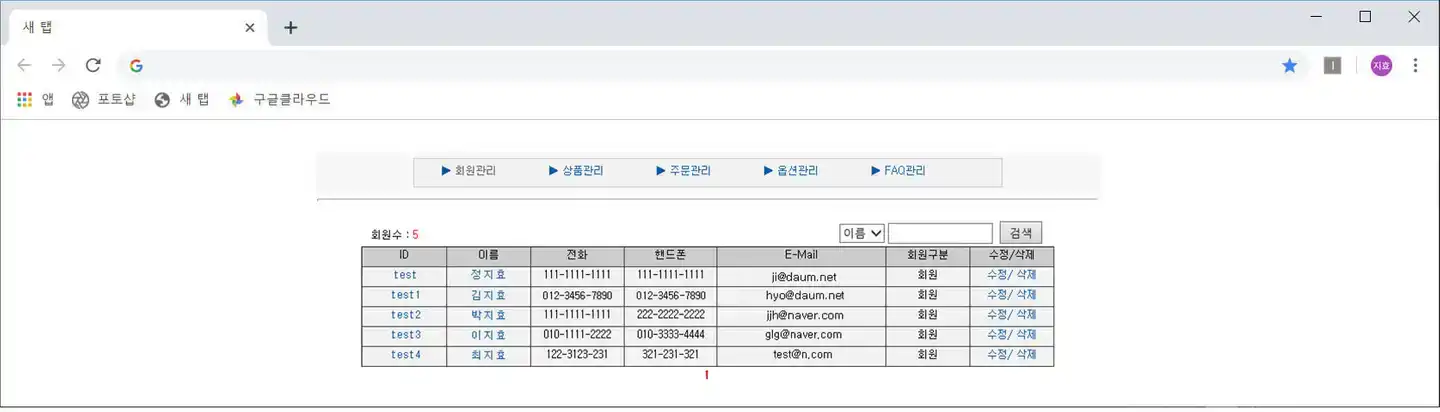 새 탭
지효
앱 포토샵 새 탭 구글클라우드
▶ 회원관리 ▶ 상품관리 ▶ 주문관리 ▶ 옵션관리 ▶ FAQ관리
회원수 : 5 이름 검색
ID 이름 전화 핸드폰 E-Mail 회원구분 수정/삭제
test 정지효 111-1111-1111 111-1111-1111 ji@daum.net 회원 수정/ 삭제
test1 김지효 012-3456-7890 012-3456-7890 hyo@daum.net 회원 수정/ 삭제
test2 박지효 111-1111-1111 222-2222-2222 jjh@naver.com 회원 수정/ 삭제
test3 이지효 010-1111-2222 010-3333-4444 glg@naver.com 회원 수정/ 삭제
test4 최지효 122-3123-231 321-231-321 test@n.com 회원 수정/ 삭제
1